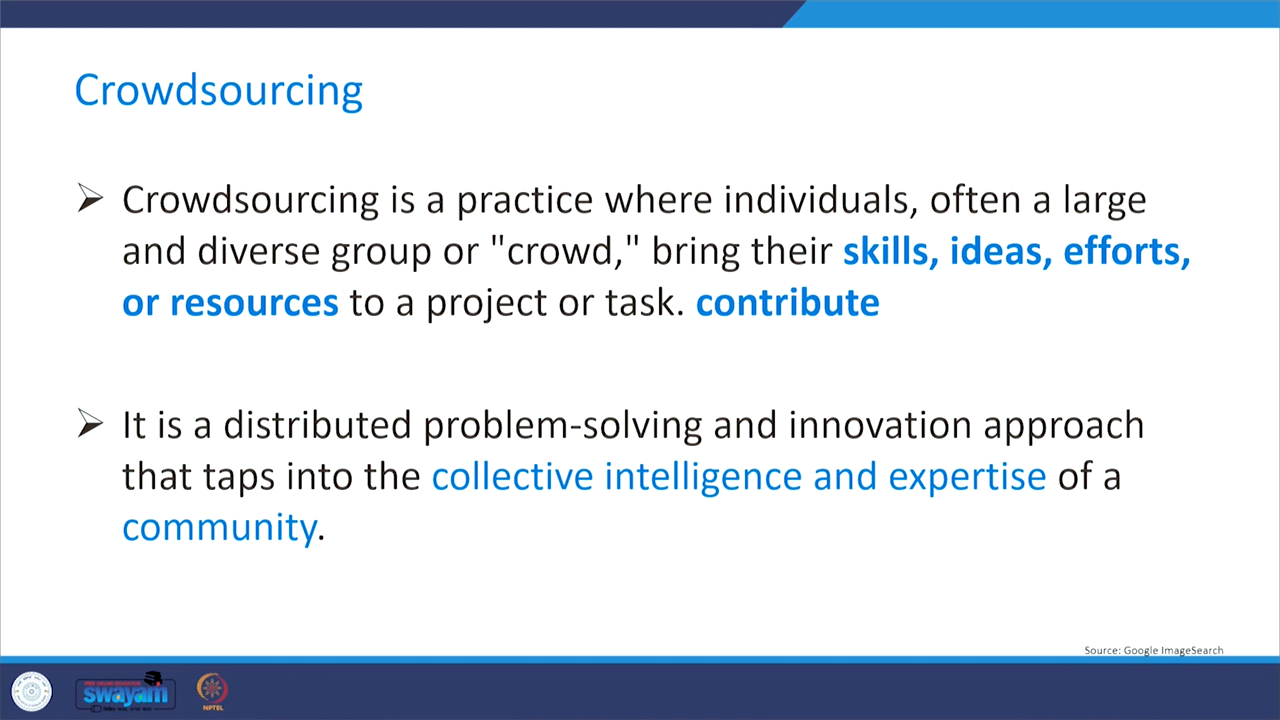 Crowdsourcing
➢ Crowdsourcing is a practice where individuals, often a large
and diverse group or "crowd," bring their skills, ideas, efforts,
or resources to a project or task. contribute
➢ It is a distributed problem-solving and innovation approach
that taps into the collective intelligence and expertise of a
community.
Source: Google ImageSearch
swayam
NPTEL